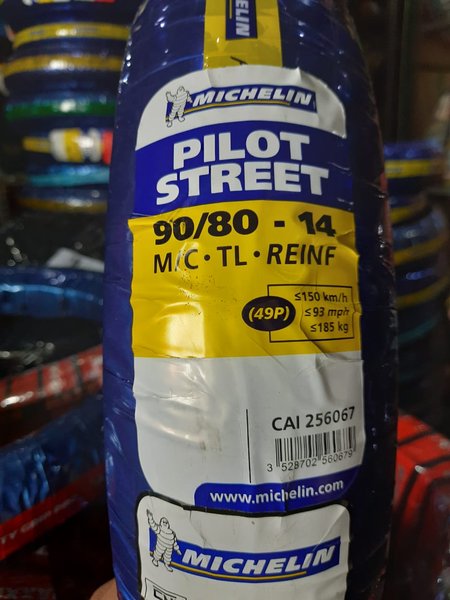 MICHELIN
MICHELIN
PILOT
STREET
90/80 - 14
M/C • TL • REINF
(49P)
≤150 km/h
≤93 mph
≤185 kg
CAI 256067
3 528702 560679
www.michelin.com
MICHELIN